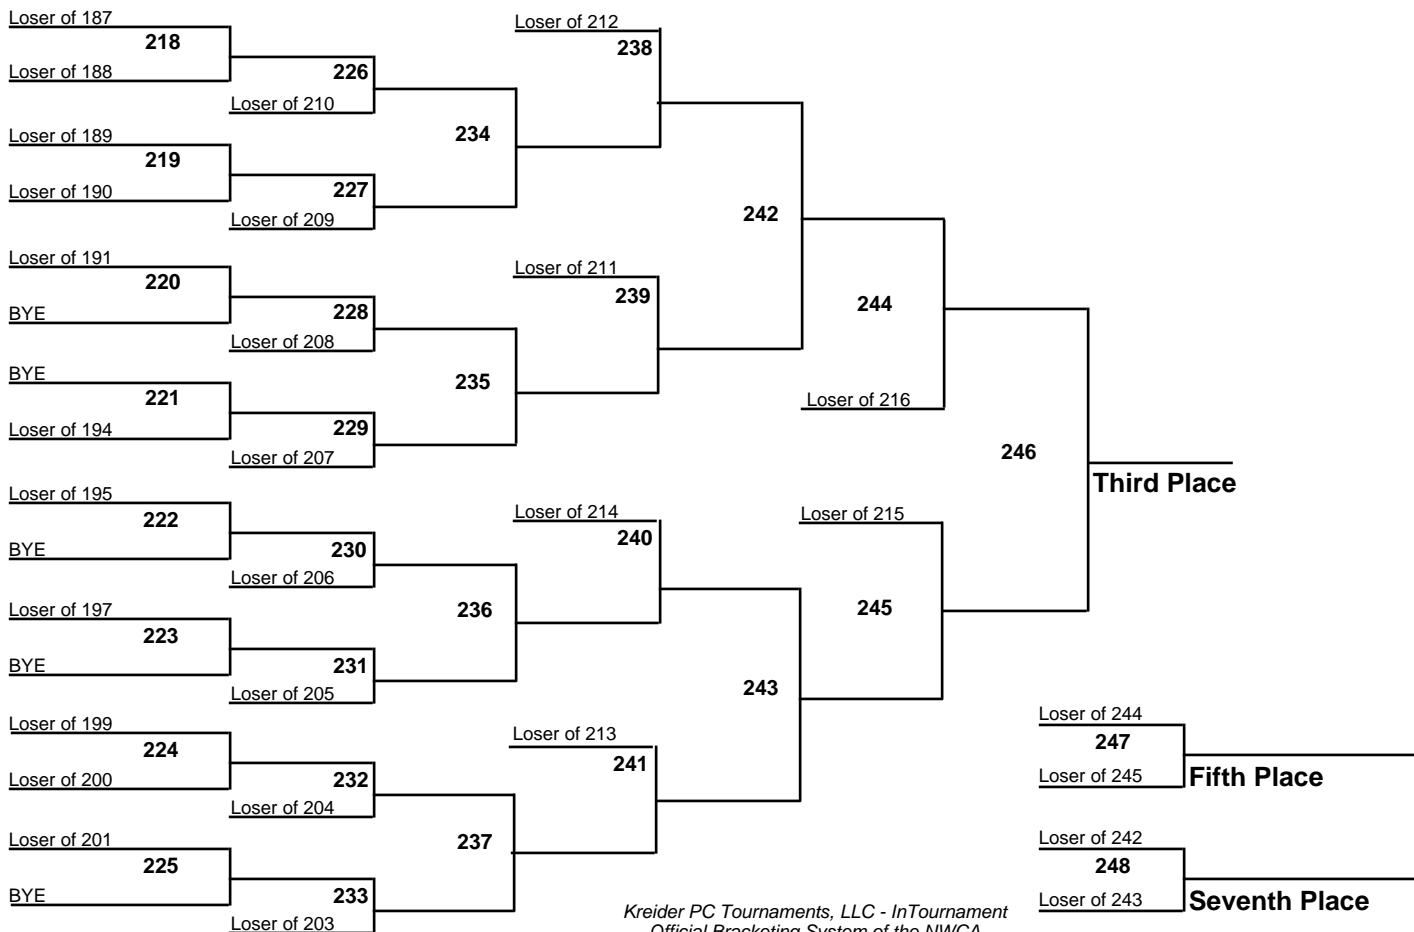 Loser of 187
218
Loser of 188
226
Loser of 210
Loser of 189
219
Loser of 190
227
Loser of 209
234
Loser of 212
238
Loser of 191
220
BYE
228
Loser of 208
BYE
221
Loser of 194
229
Loser of 207
235
Loser of 211
239
242
244
Loser of 216
Loser of 195
222
BYE
230
Loser of 206
Loser of 197
223
BYE
231
Loser of 205
236
Loser of 214
240
Loser of 199
224
Loser of 200
232
Loser of 204
Loser of 201
225
BYE
233
Loser of 203
237
Loser of 213
241
243
Loser of 215
245
246
Third Place
Loser of 244
247
Loser of 245
Fifth Place
Loser of 242
248
Loser of 243
Seventh Place
Kreider PC Tournaments, LLC - InTournament
Official Bracketing System of the NWCA